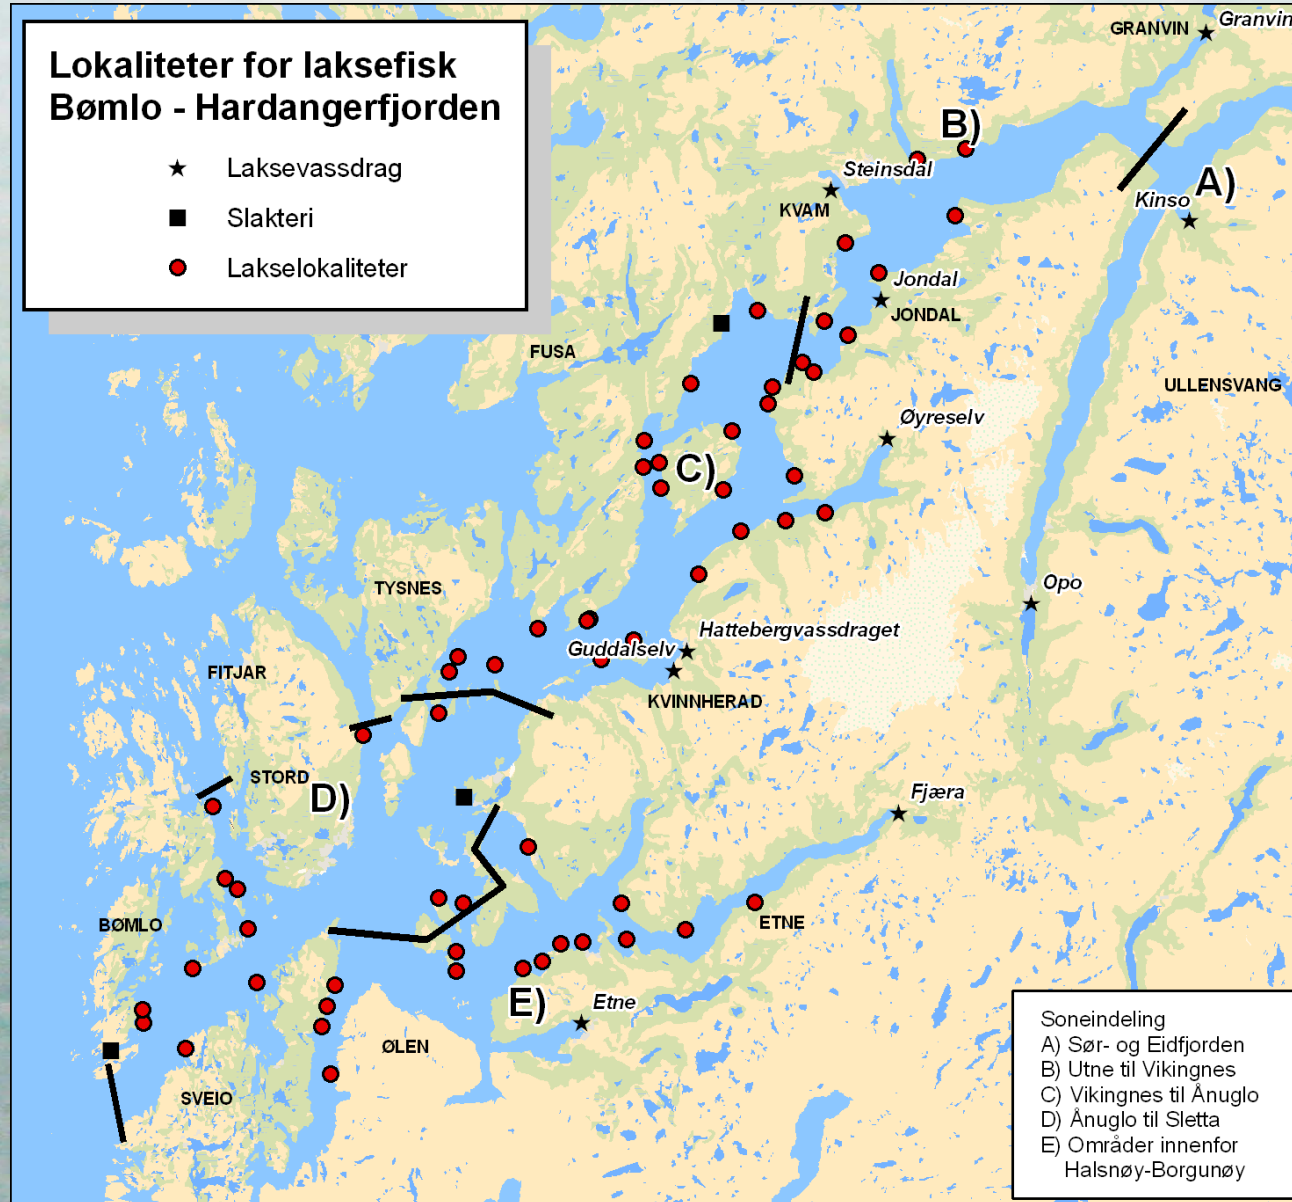 Lokaliteter for laksefisk
Bømlo - Hardangerfjorden
Laksevassdrag
Slakteri
Lakselokaliteter
Granvin
GRANVIN
B)
Steinsdal
A)
Kinso
KVAM
Jondal
JONDAL
FUSA
ULLENSVANG
Øyreselv
C)
TYSNES
Opo
Hattebergvassdraget
Guddalselv
FITJAR
KVINNHERAD
STORD
D)
Fjæra
BØMLO
ETNE
E)
Etne
ØLEN
SVEIO
Soneindeling
A) Sør- og Eidfjorden
B) Utne til Vikingnes
C) Vikingnes til Ånuglo
D) Ånuglo til Sletta
E) Områder innenfor
Halsnøy-Borgunøy